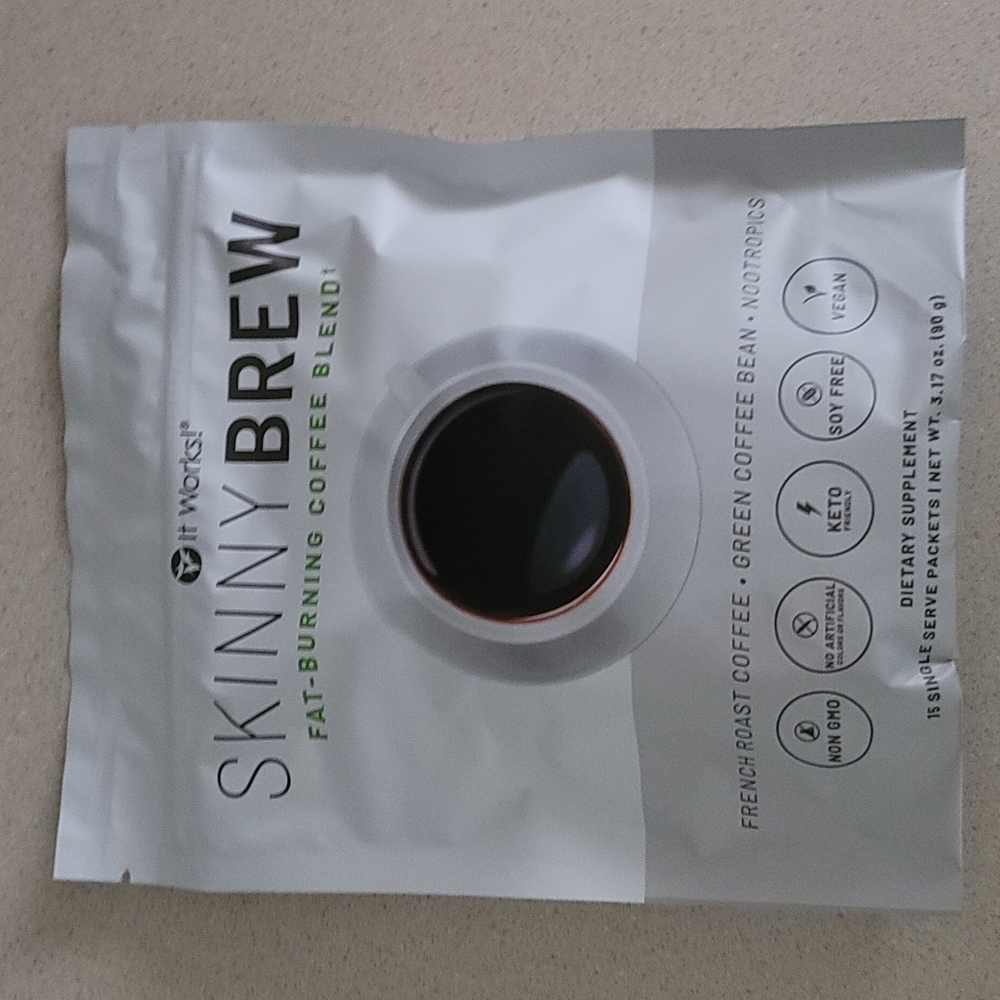 It Works!®
SKINNY BREW
FAT-BURNING COFFEE BLEND†
FRENCH ROAST COFFEE • GREEN COFFEE BEAN • NOOTROPICS
NON GMO
NO ARTIFICIAL
COLORS OR FLAVORS
KETO
FRIENDLY
SOY FREE
VEGAN
DIETARY SUPPLEMENT
15 SINGLE SERVE PACKETS | NET WT. 3.17 oz. (90 g)